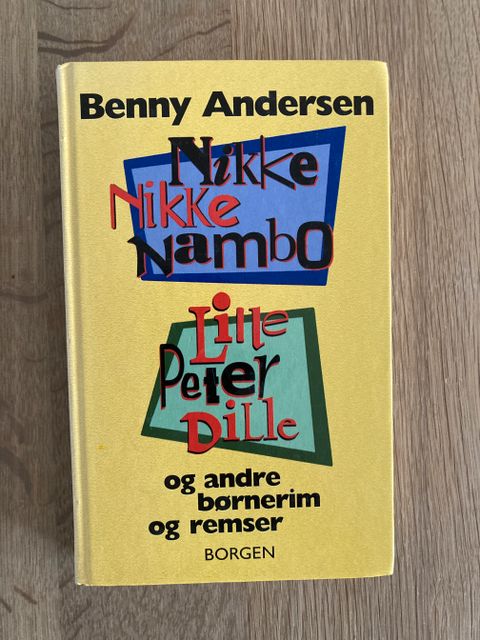 Benny Andersen
Nikke
Nikke
Nambo
Lille
Peter
Dille
og andre
børnerim
og remser
BORGEN